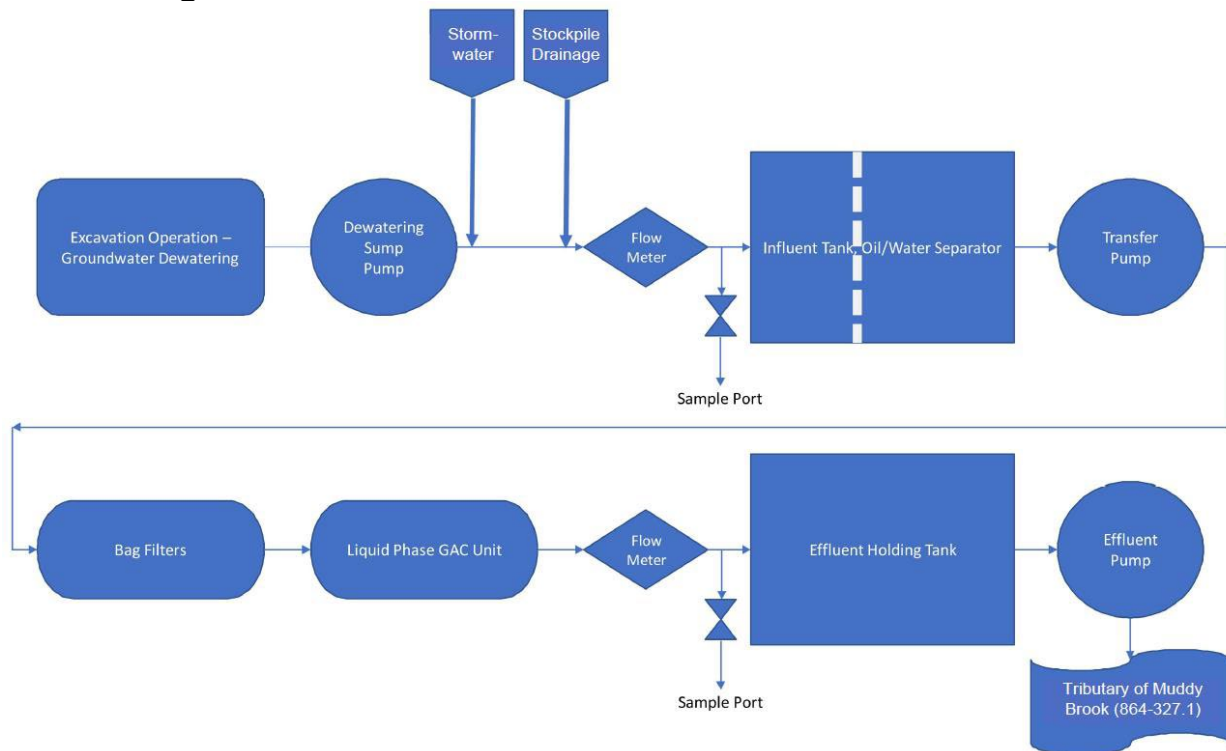 Storm-
water
Stockpile
Drainage
Excavation Operation –
Groundwater Dewatering
Dewatering
Sump
Pump
Flow
Meter
Influent Tank, Oil/Water Separator
Transfer
Pump
Sample Port
Bag Filters
Liquid Phase GAC Unit
Flow
Meter
Effluent Holding Tank
Effluent
Pump
Sample Port
Tributary of Muddy
Brook (864-327.1)